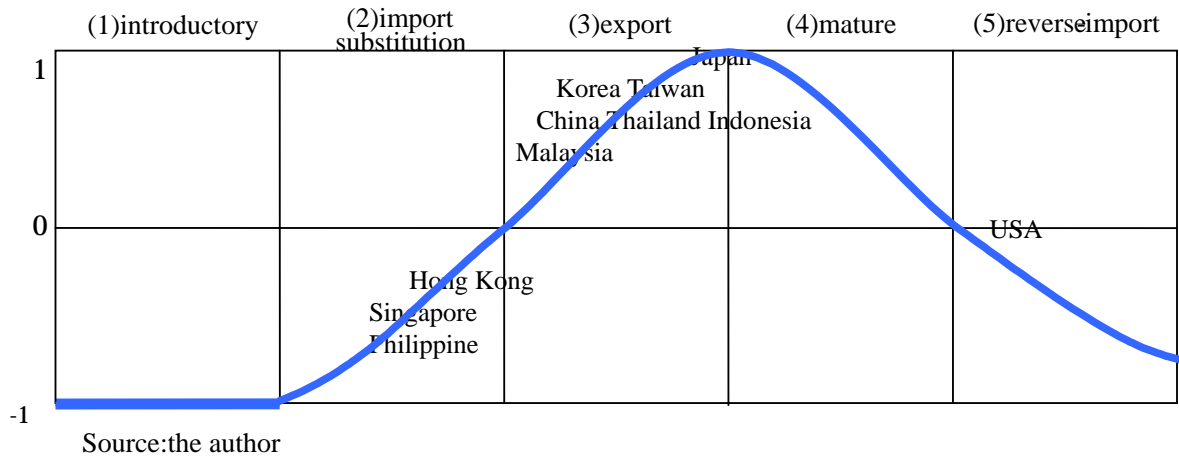 (1)introductory
(2)import
substitution
(3)export
(4)mature
(5)reverseimport
1
Japan
Korea Taiwan
China Thailand Indonesia
Malaysia
0
USA
Hong Kong
Singapore
Philippine
-1
Source:the author